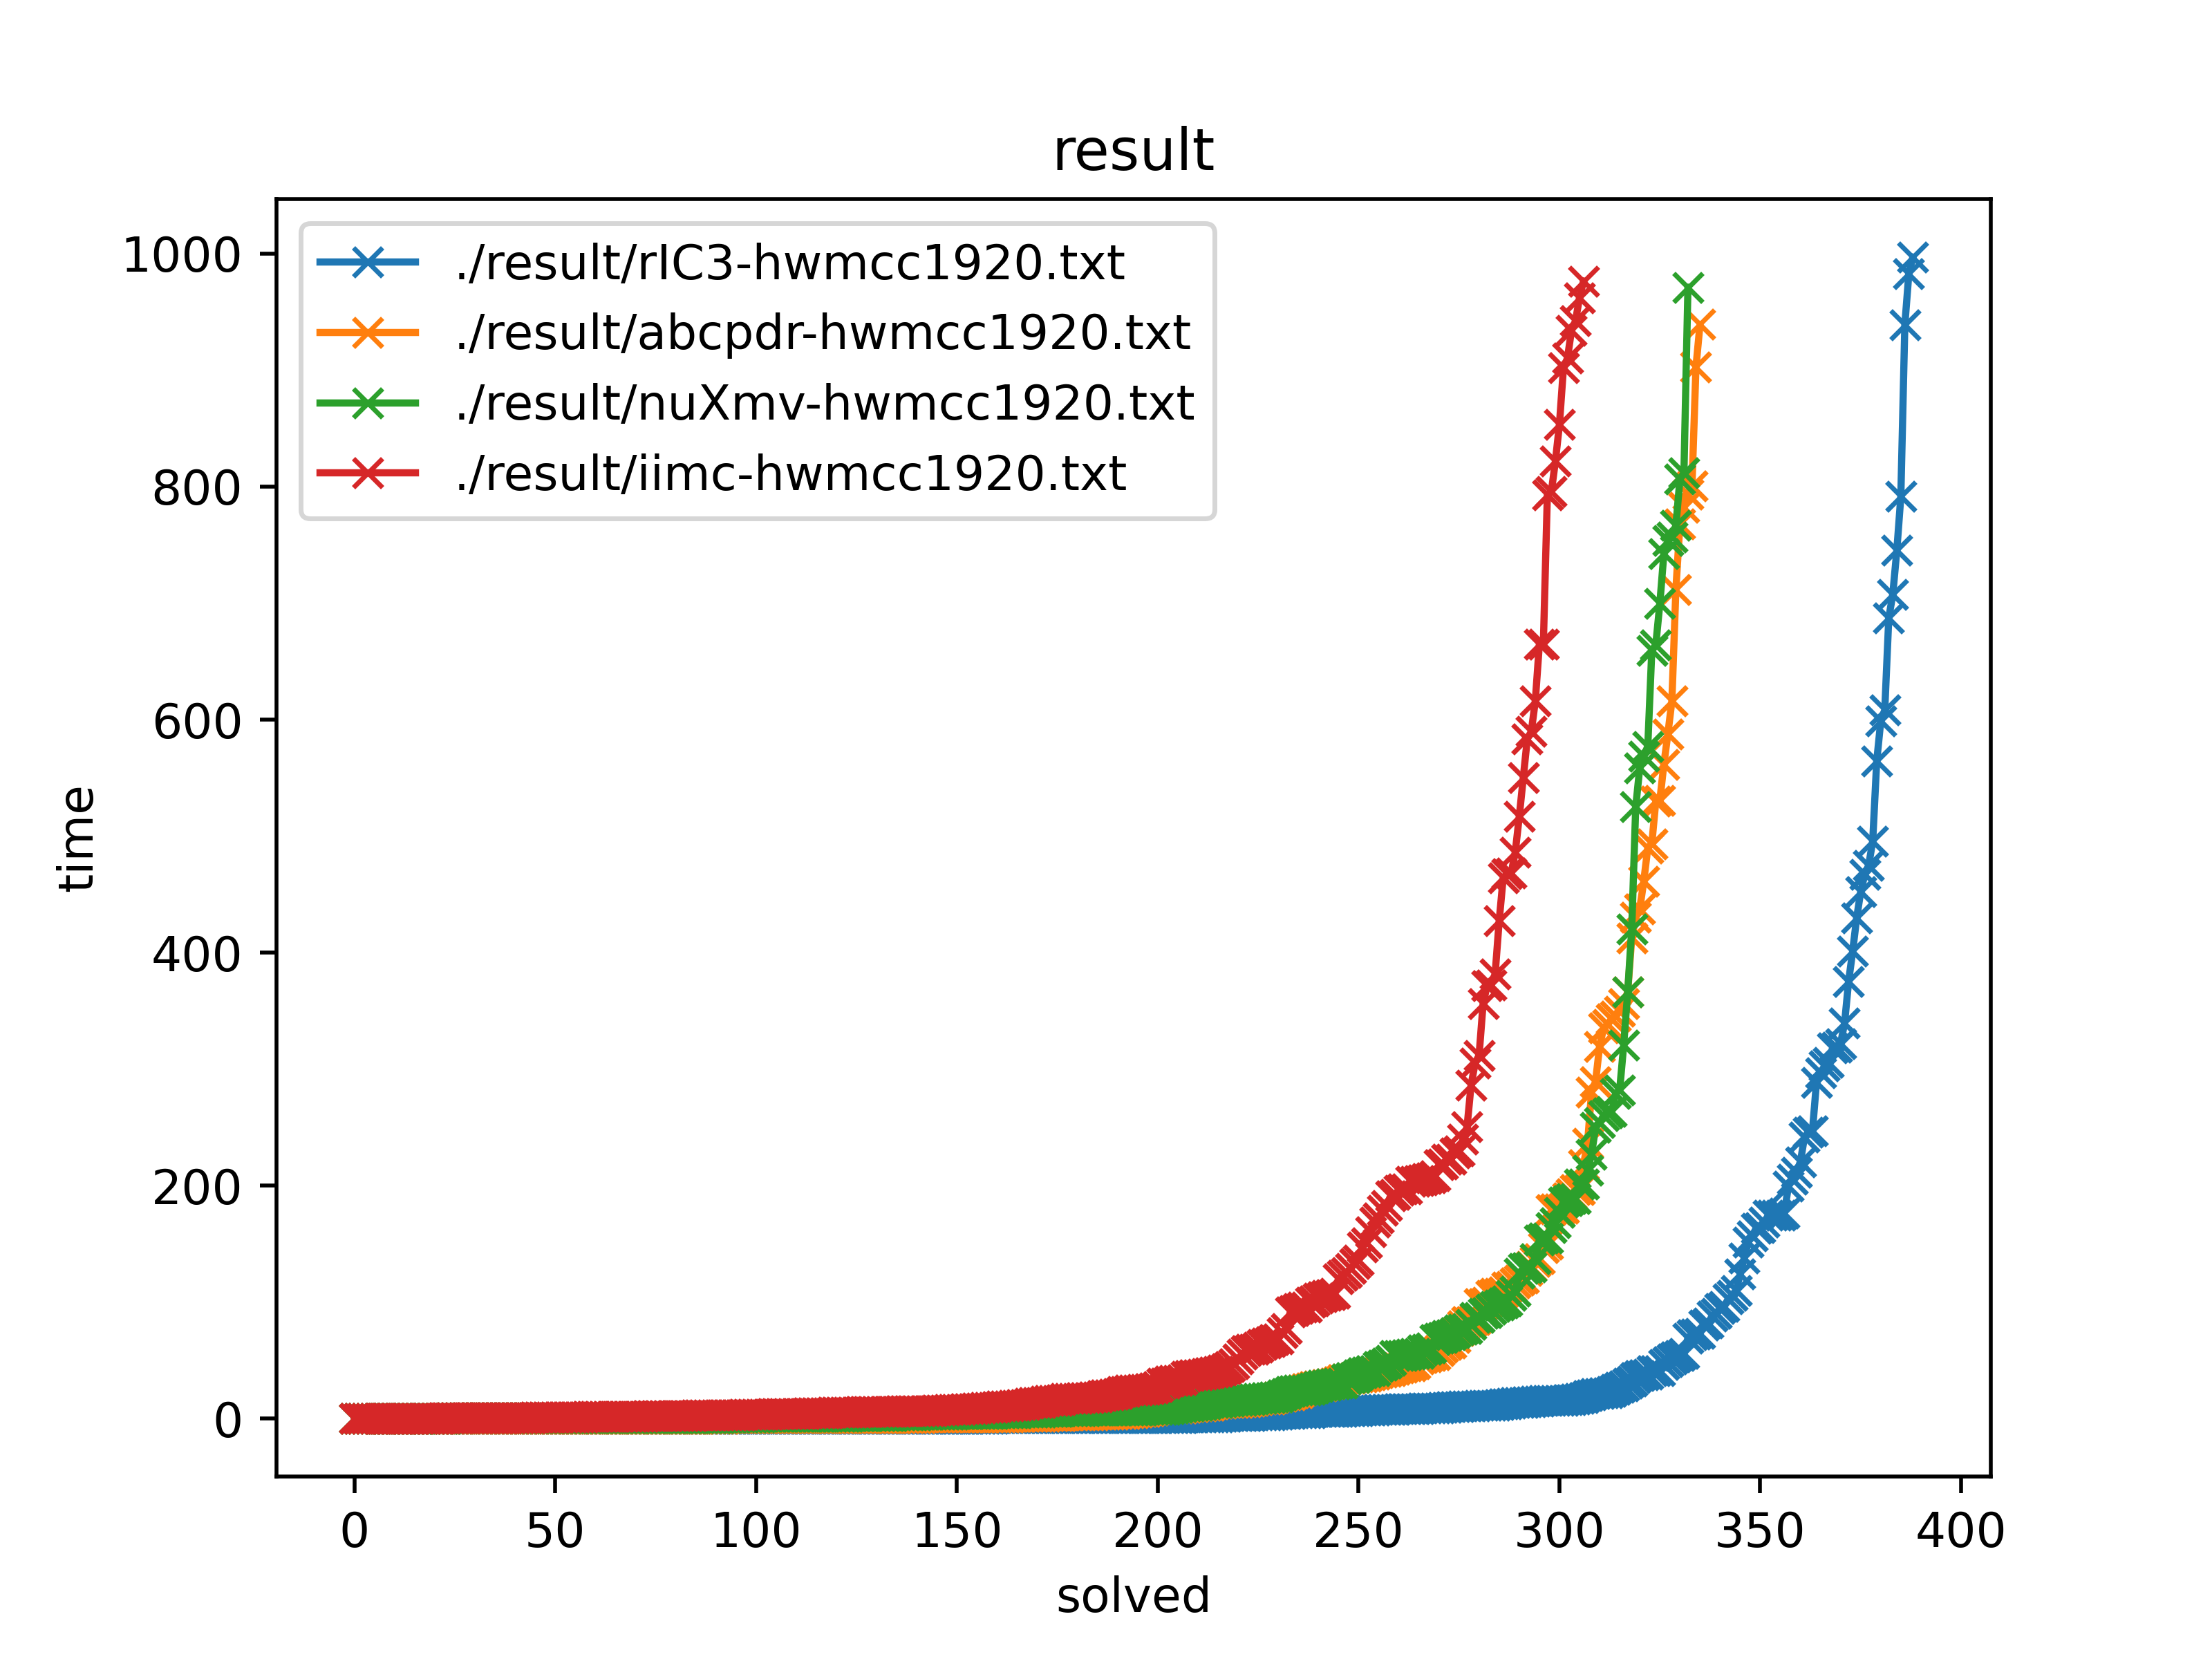 result
./result/rIC3-hwmcc1920.txt
./result/abcpdr-hwmcc1920.txt
./result/nuXmv-hwmcc1920.txt
./result/iimc-hwmcc1920.txt
1000
800
600
400
200
0
time
0 50 100 150 200 250 300 350 400
solved